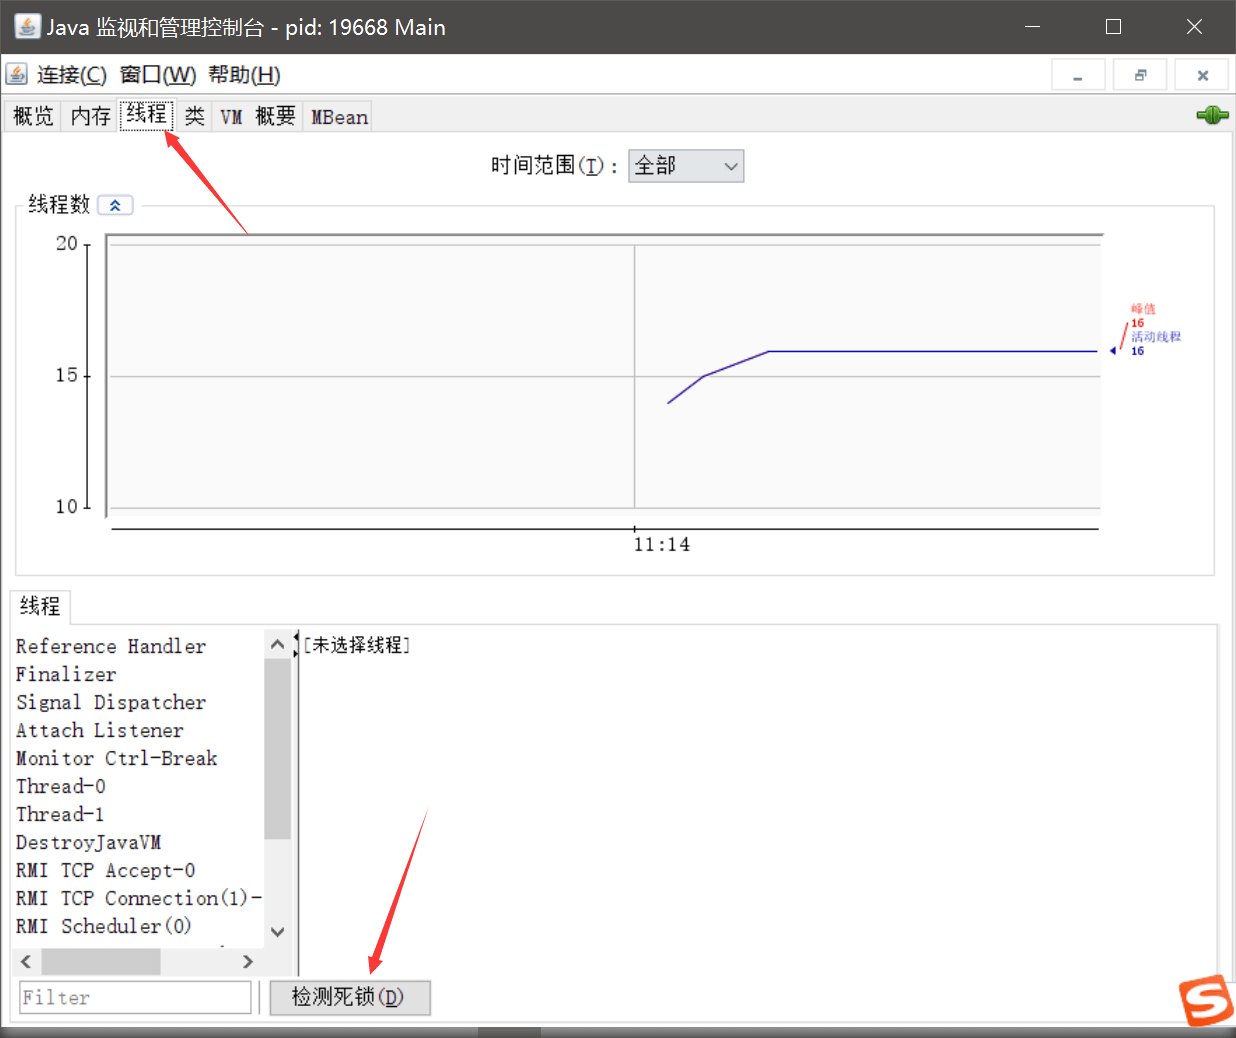 Java 监视和管理控制台 - pid: 19668 Main
连接(C) 窗口(W) 帮助(H)
概览 内存 线程 类 VM 概要 MBean
时间范围(T): 全部
线程数
20
15
10
11:14
峰值
16
活动线程
16
线程
Reference Handler
Finalizer
Signal Dispatcher
Attach Listener
Monitor Ctrl-Break
Thread-0
Thread-1
DestroyJavaVM
RMI TCP Accept-0
RMI TCP Connection(1)-
RMI Scheduler(0)
[未选择线程]
Filter
检测死锁(D)